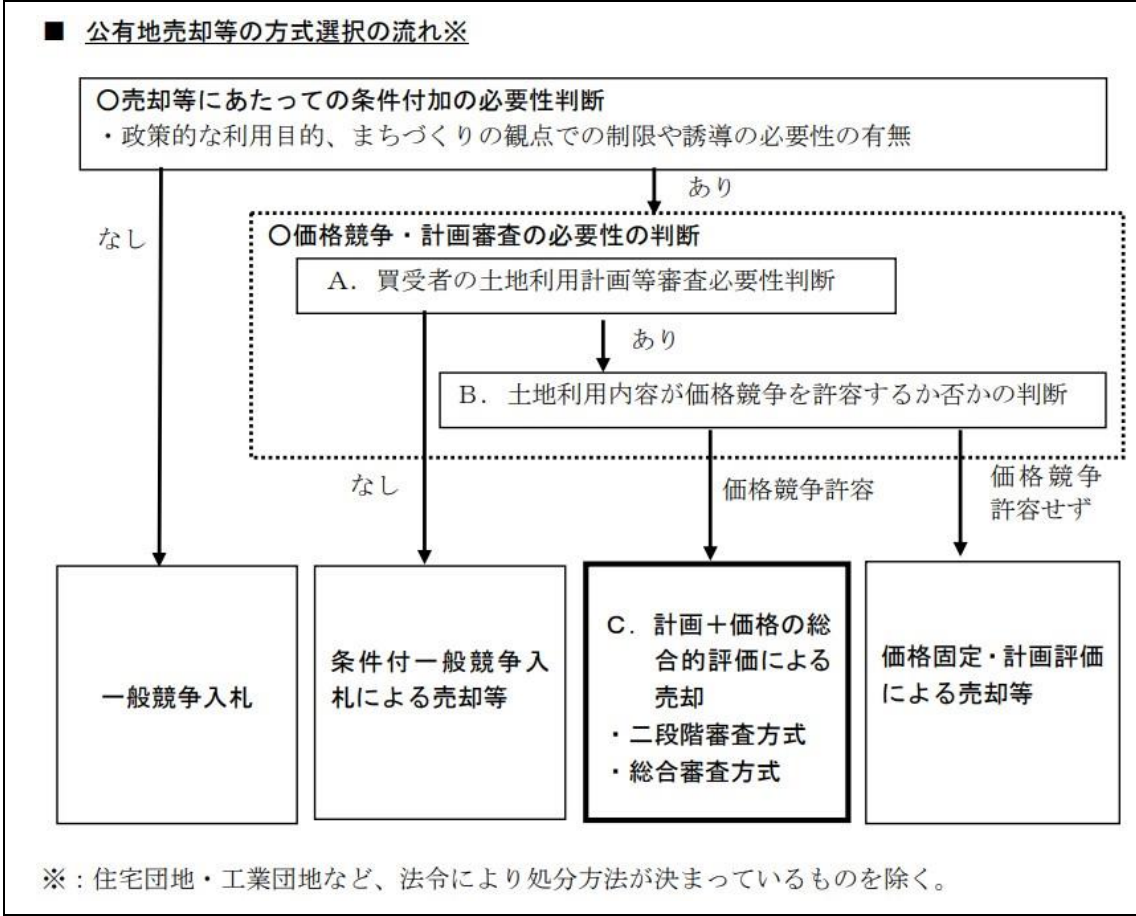 ■ 公有地売却等の方式選択の流れ※
〇売却等にあたっての条件付加の必要性判断
・政策的な利用目的、まちづくりの観点での制限や誘導の必要性の有無
なし
あり
〇価格競争・計画審査の必要性の判断
A．買受者の土地利用計画等審査必要性判断
あり
B．土地利用内容が価格競争を許容するか否かの判断
なし
価格競争許容
価格競争
許容せず
一般競争入札
条件付一般競争入
札による売却等
C．計画＋価格の総
合的評価による
売却
・二段階審査方式
・総合審査方式
価格固定・計画評価
による売却等
※：住宅団地・工業団地など、法令により処分方法が決まっているものを除く。